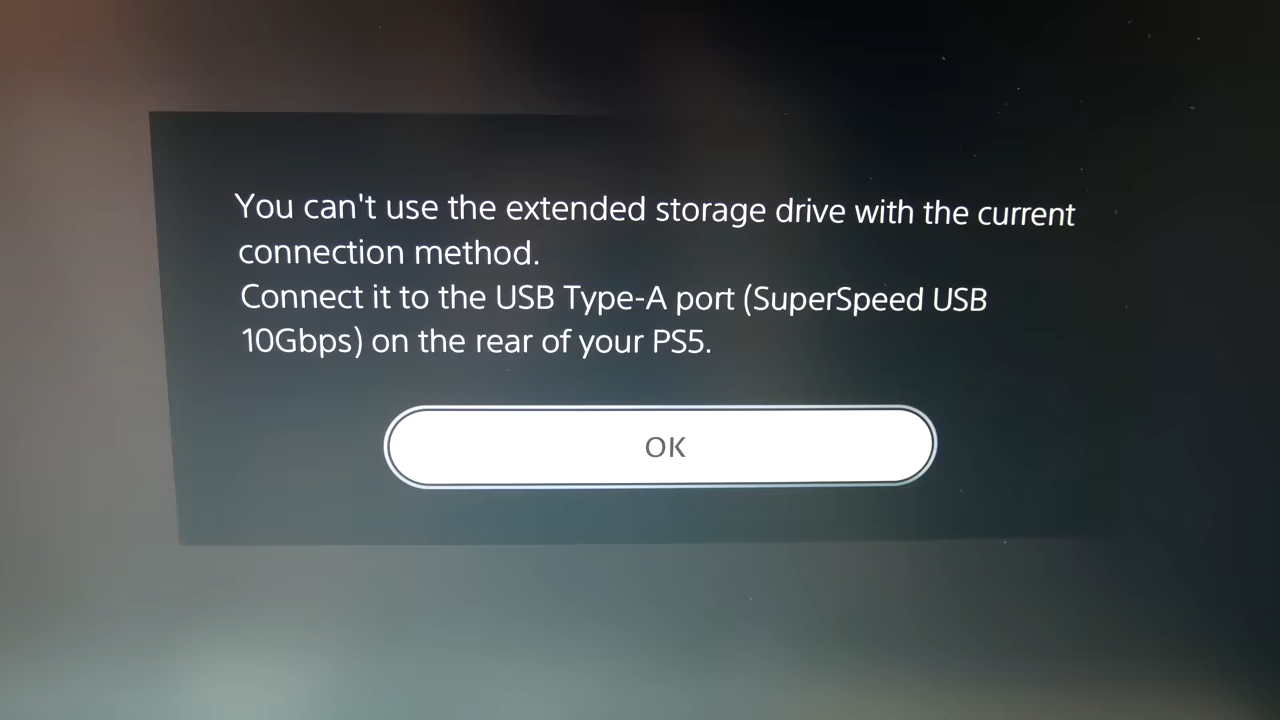 You can't use the extended storage drive with the current
connection method.
Connect it to the USB Type-A port (SuperSpeed USB
10Gbps) on the rear of your PS5.
OK